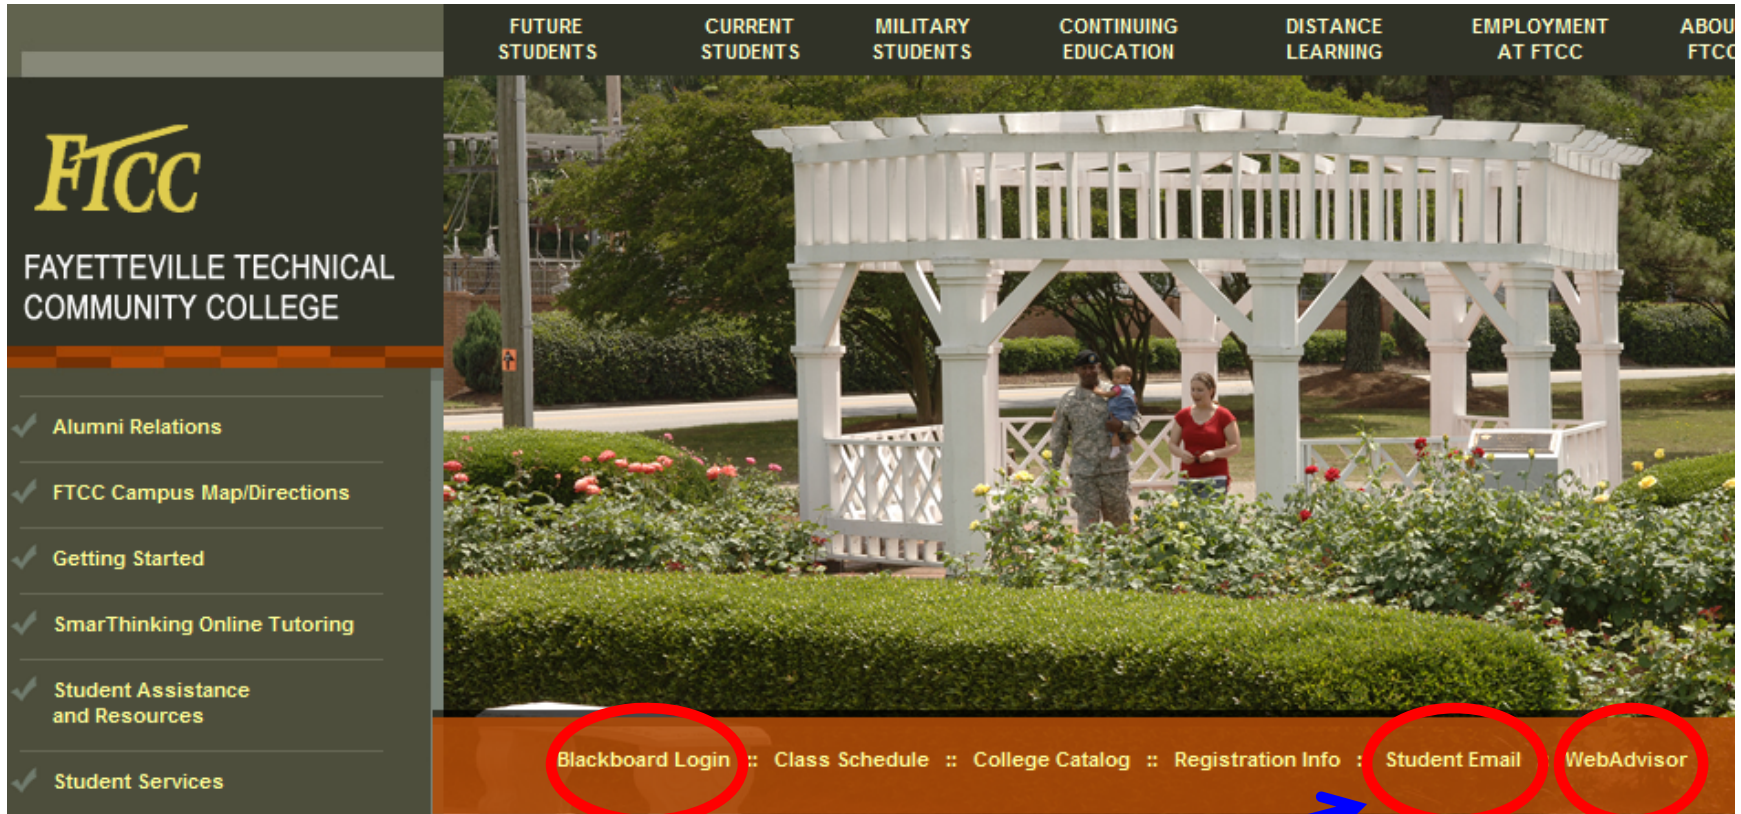 FUTURE
STUDENTS
CURRENT
STUDENTS
MILITARY
STUDENTS
CONTINUING
EDUCATION
DISTANCE
LEARNING
EMPLOYMENT
AT FTCC
ABOU
FTCC
FTCC
FAYETTEVILLE TECHNICAL
COMMUNITY COLLEGE
Alumni Relations
FTCC Campus Map/Directions
Getting Started
SmarThinking Online Tutoring
Student Assistance
and Resources
Student Services
Blackboard Login :: Class Schedule :: College Catalog :: Registration Info : Student Email WebAdvisor